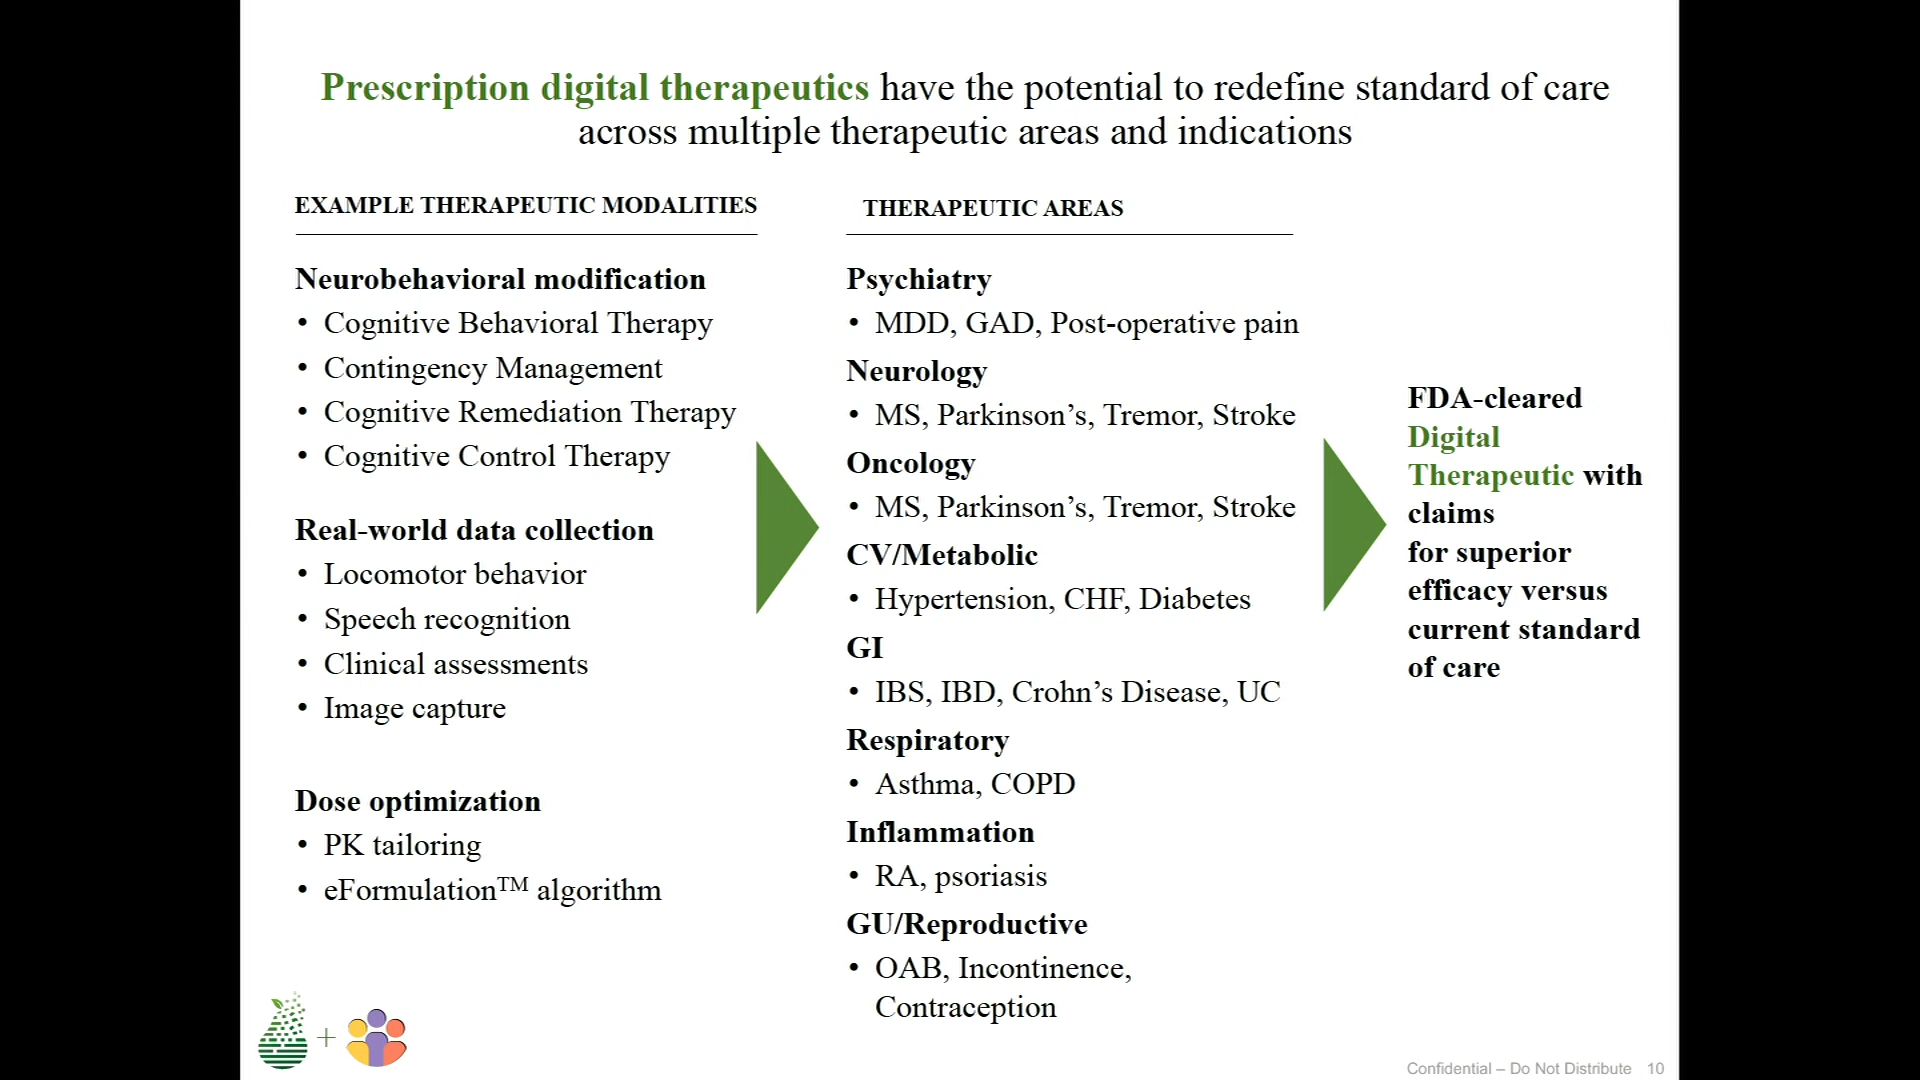 Prescription digital therapeutics have the potential to redefine standard of care
across multiple therapeutic areas and indications
EXAMPLE THERAPEUTIC MODALITIES
Neurobehavioral modification
• Cognitive Behavioral Therapy
• Contingency Management
• Cognitive Remediation Therapy
• Cognitive Control Therapy
Real-world data collection
• Locomotor behavior
• Speech recognition
• Clinical assessments
• Image capture
Dose optimization
• PK tailoring
• eFormulationTM algorithm
THERAPEUTIC AREAS
Psychiatry
• MDD, GAD, Post-operative pain
Neurology
• MS, Parkinson’s, Tremor, Stroke
Oncology
• MS, Parkinson’s, Tremor, Stroke
CV/Metabolic
• Hypertension, CHF, Diabetes
GI
• IBS, IBD, Crohn’s Disease, UC
Respiratory
• Asthma, COPD
Inflammation
• RA, psoriasis
GU/Reproductive
• OAB, Incontinence,
Contraception
FDA-cleared
Digital
Therapeutic with
claims
for superior
efficacy versus
current standard
of care
+
Confidential – Do Not Distribute 10